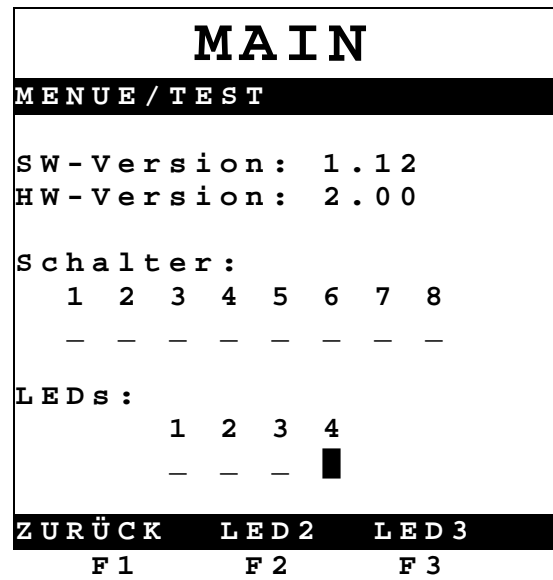 MAIN
MENUE/TEST
SW-Version: 1.12
HW-Version: 2.00
Schalter:
1 2 3 4 5 6 7 8
_ _ _ _ _ _ _ _
LEDs:
1 2 3 4
_ _ _ █
ZURÜCK LED2 LED3
F1 F2 F3